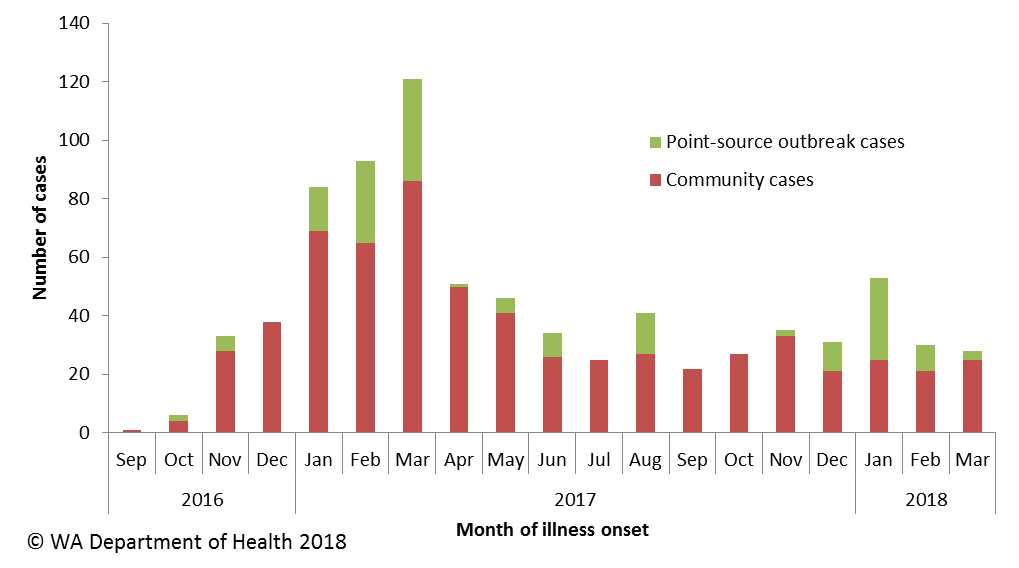 140
120
100
80
60
40
20
0
Number of cases
Point-source outbreak cases
Community cases
Sep Oct Nov Dec Jan Feb Mar Apr May Jun Jul Aug Sep Oct Nov Dec Jan Feb Mar
2016 2017 2018
Month of illness onset
© WA Department of Health 2018